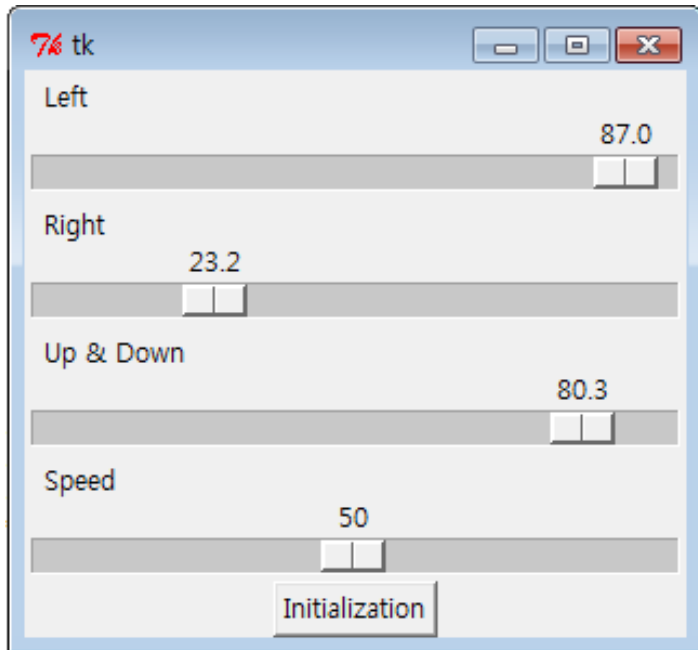 tk
Left
87.0
Right
23.2
Up & Down
80.3
Speed
50
Initialization